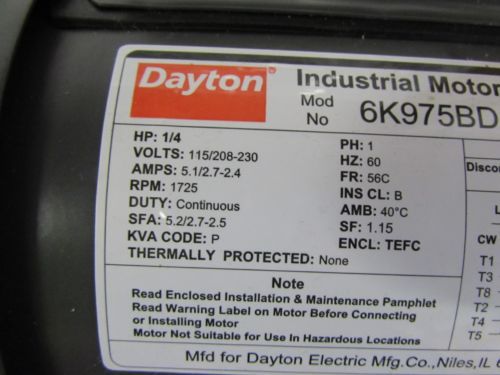 Dayton
Industrial Motor
Mod No 6K975BD
HP: 1/4
VOLTS: 115/208-230
AMPS: 5.1/2.7-2.4
RPM: 1725
DUTY: Continuous
SFA: 5.2/2.7-2.5
KVA CODE: P
THERMALLY PROTECTED: None
PH: 1
HZ: 60
FR: 56C
INS CL: B
AMB: 40°C
SF: 1.15
ENCL: TEFC
CW
T1
T3
T8
T2
T4
T5
Note
Read Enclosed Installation & Maintenance Pamphlet
Read Warning Label on Motor Before Connecting
or Installing Motor
Motor Not Suitable for Use In Hazardous Locations
Mfd for Dayton Electric Mfg.Co.,Niles,IL